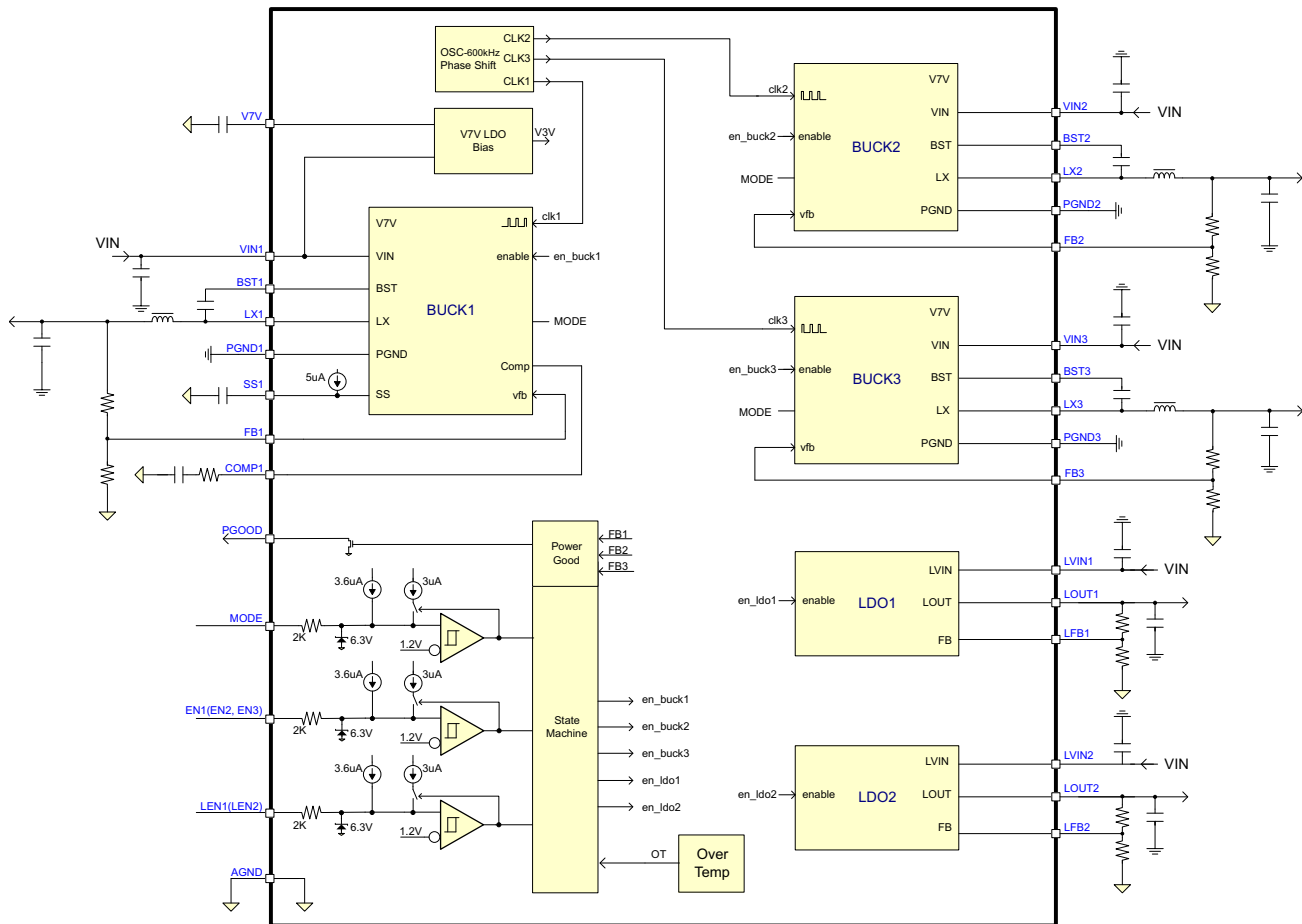 OSC-600kHz
Phase Shift
CLK2
CLK3
CLK1
V7V
V7V LDO
Bias
V3V
V7V
VIN
BST
LX
PGND
SS
BUCK1
clk1
enable
en_buck1
MODE
Comp
vfb
VIN
VIN1
BST1
LX1
PGND1
SS1
5uA
FB1
COMP1
clk2
en_buck2
enable
MODE
vfb
BUCK2
V7V
VIN
BST
LX
PGND
VIN2
VIN
BST2
LX2
PGND2
FB2
clk3
en_buck3
enable
MODE
vfb
BUCK3
V7V
VIN
BST
LX
PGND
VIN3
VIN
BST3
LX3
PGND3
FB3
PGOOD
Power
Good
FB1
FB2
FB3
3.6uA
3uA
MODE
2K
6.3V
1.2V
3.6uA
3uA
EN1(EN2, EN3)
2K
6.3V
1.2V
3.6uA
3uA
LEN1(LEN2)
2K
6.3V
1.2V
AGND
State
Machine
en_buck1
en_buck2
en_buck3
en_ldo1
en_ldo2
OT
Over
Temp
en_ldo1
enable
LDO1
LVIN
LOUT
FB
LVIN1
VIN
LOUT1
LFB1
en_ldo2
enable
LDO2
LVIN
LOUT
FB
LVIN2
VIN
LOUT2
LFB2